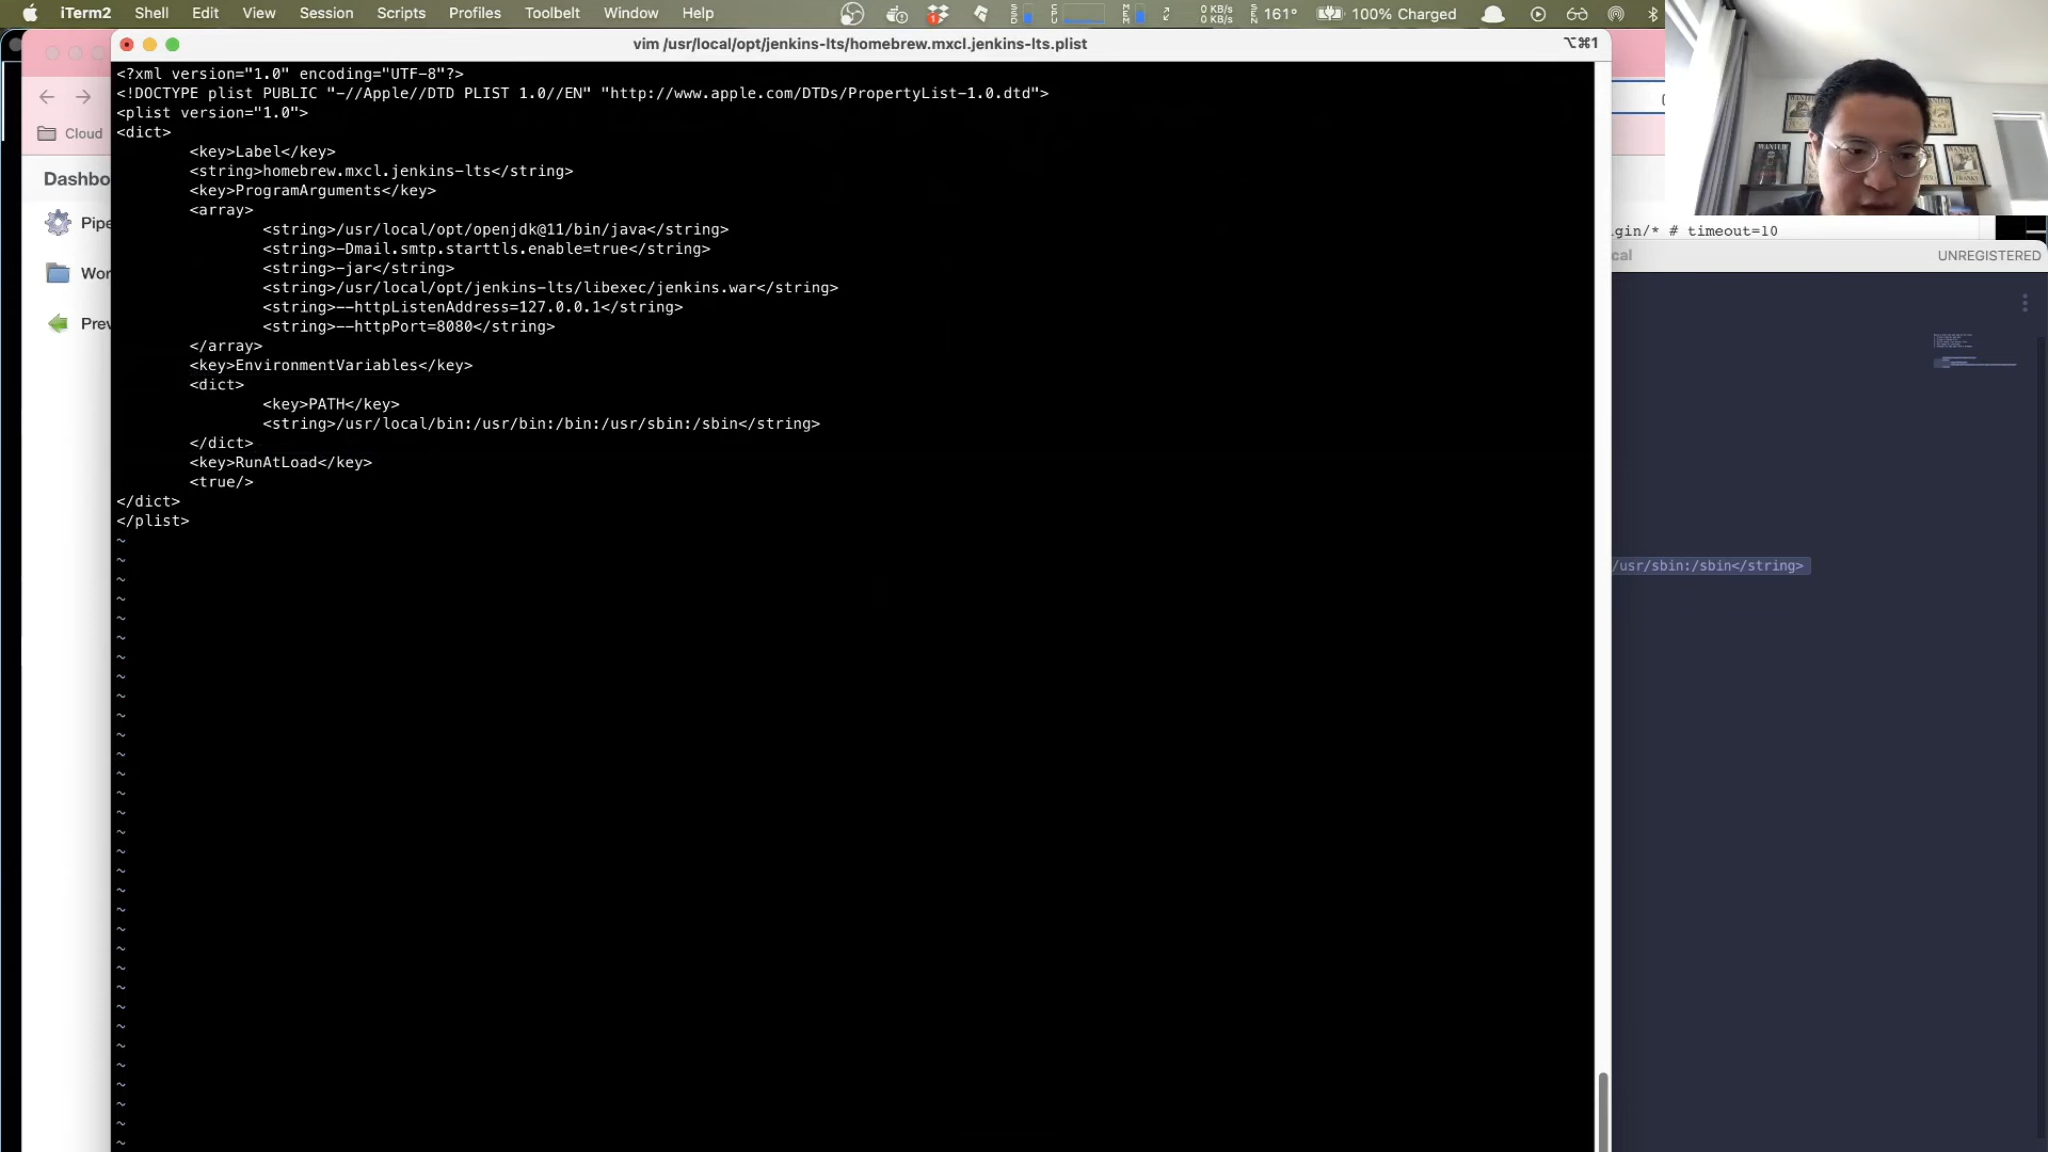 iTerm2 Shell Edit View Session Scripts Profiles Toolbelt Window Help
0 KB/s
0 KB/s
161° 100% Charged
vim /usr/local/opt/jenkins-lts/homebrew.mxcl.jenkins-lts.plist ⌥⌘1
<?xml version="1.0" encoding="UTF-8"?>
<!DOCTYPE plist PUBLIC "-//Apple//DTD PLIST 1.0//EN" "http://www.apple.com/DTDs/PropertyList-1.0.dtd">
<plist version="1.0">
<dict>
<key>Label</key>
<string>homebrew.mxcl.jenkins-lts</string>
<key>ProgramArguments</key>
<array>
<string>/usr/local/opt/openjdk@11/bin/java</string>
<string>-Dmail.smtp.starttls.enable=true</string>
<string>-jar</string>
<string>/usr/local/opt/jenkins-lts/libexec/jenkins.war</string>
<string>--httpListenAddress=127.0.0.1</string>
<string>--httpPort=8080</string>
</array>
<key>EnvironmentVariables</key>
<dict>
<key>PATH</key>
<string>/usr/local/bin:/usr/bin:/bin:/usr/sbin:/sbin</string>
</dict>
<key>RunAtLoad</key>
<true/>
</dict>
</plist>
Cloud
Dashbo
Pipe
Wor
Prev
gin/* # timeout=10
cal UNREGISTERED
/usr/sbin:/sbin</string>
WANTED
WANTED